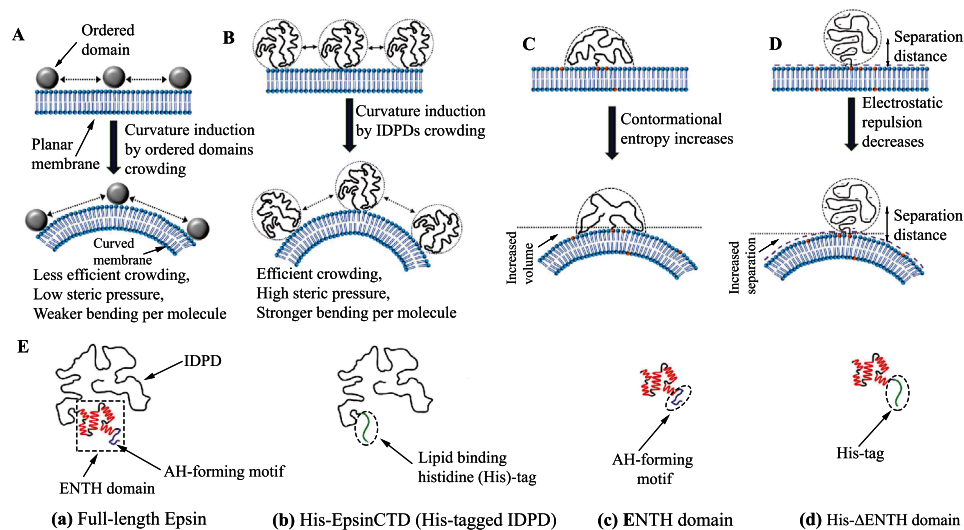 A
Ordered
domain
Planar
membrane
Curvature induction
by ordered domains
crowding
Curved
membrane
Less efficient crowding,
Low steric pressure,
Weaker bending per molecule
B
Curvature induction
by IDPDs crowding
Efficient crowding,
High steric pressure,
Stronger bending per molecule
C
Contormational
entropy increases
Increased
volume
D
Separation
distance
Electrostatic
repulsion
decreases
Separation
distance
Increased
separation
E
IDPD
AH-forming motif
ENTH domain
(a) Full-length Epsin
Lipid binding
histidine (His)-tag
(b) His-EpsinCTD (His-tagged IDPD)
AH-forming
motif
(c) ENTH domain
His-tag
(d) His-ΔENTH domain